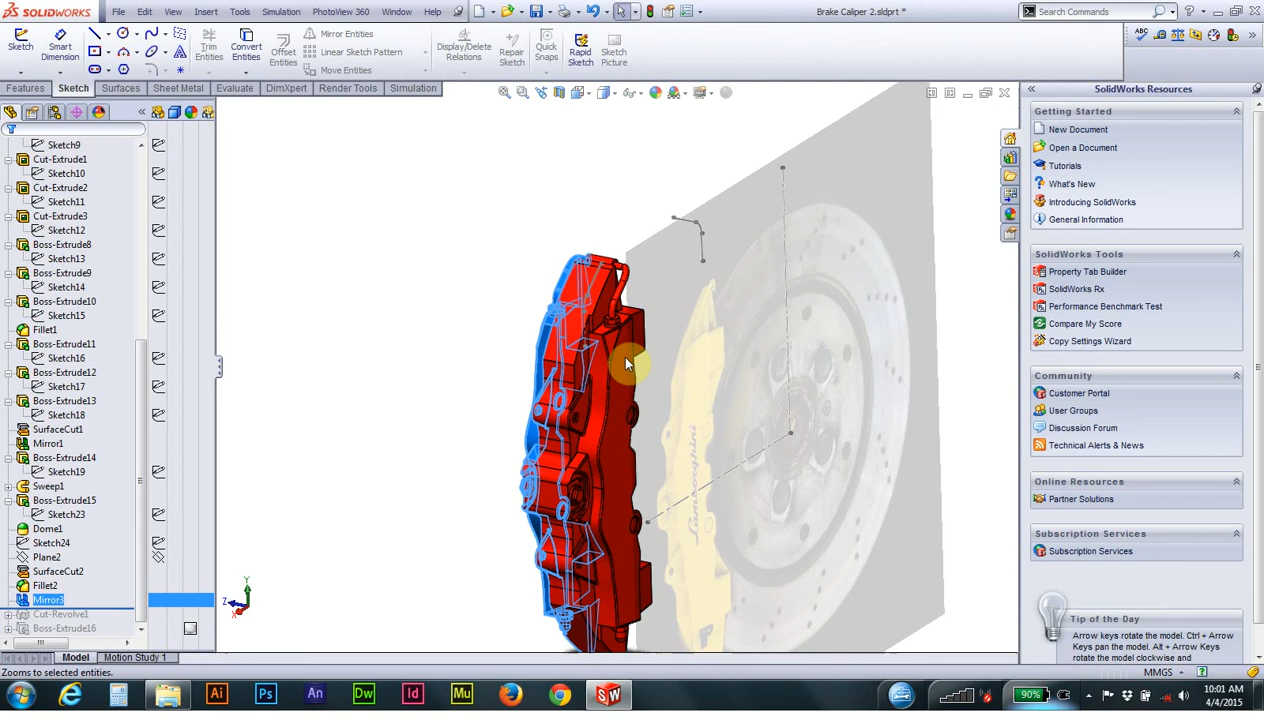 SOLIDWORKS File Edit View Insert Tools Simulation PhotoView 360 Window Help Brake Caliper 2.sldprt * Search Commands
Sketch Smart Dimension Trim Entities Convert Entities Offset Entities Mirror Entities Linear Sketch Pattern Move Entities Display/Delete Relations Repair Sketch Quick Snaps Rapid Sketch Sketch Picture
Features Sketch Surfaces Sheet Metal Evaluate DimXpert Render Tools Simulation
Sketch9
Cut-Extrude1
Sketch10
Cut-Extrude2
Sketch11
Cut-Extrude3
Sketch12
Boss-Extrude8
Sketch13
Boss-Extrude9
Sketch14
Boss-Extrude10
Sketch15
Fillet1
Boss-Extrude11
Sketch16
Boss-Extrude12
Sketch17
Boss-Extrude13
Sketch18
SurfaceCut1
Mirror1
Boss-Extrude14
Sketch19
Sweep1
Boss-Extrude15
Sketch23
Dome1
Sketch24
Plane2
SurfaceCut2
Fillet2
Mirror3
Cut-Revolve1
Boss-Extrude16
Lamborghini
Y
Z
X
SolidWorks Resources
Getting Started
New Document
Open a Document
Tutorials
What's New
Introducing SolidWorks
General Information
SolidWorks Tools
Property Tab Builder
SolidWorks Rx
Performance Benchmark Test
Compare My Score
Copy Settings Wizard
Community
Customer Portal
User Groups
Discussion Forum
Technical Alerts & News
Online Resources
Partner Solutions
Subscription Services
Subscription Services
Tip of the Day
Arrow keys rotate the model. Ctrl + Arrow
Keys pan the model. Alt + Arrow
Keys rotate the model clockwise and
Model Motion Study 1
Zooms to selected entities. MMGS
Ai Ps An Dw Id Mu SW 90% 10:01 AM
4/4/2015